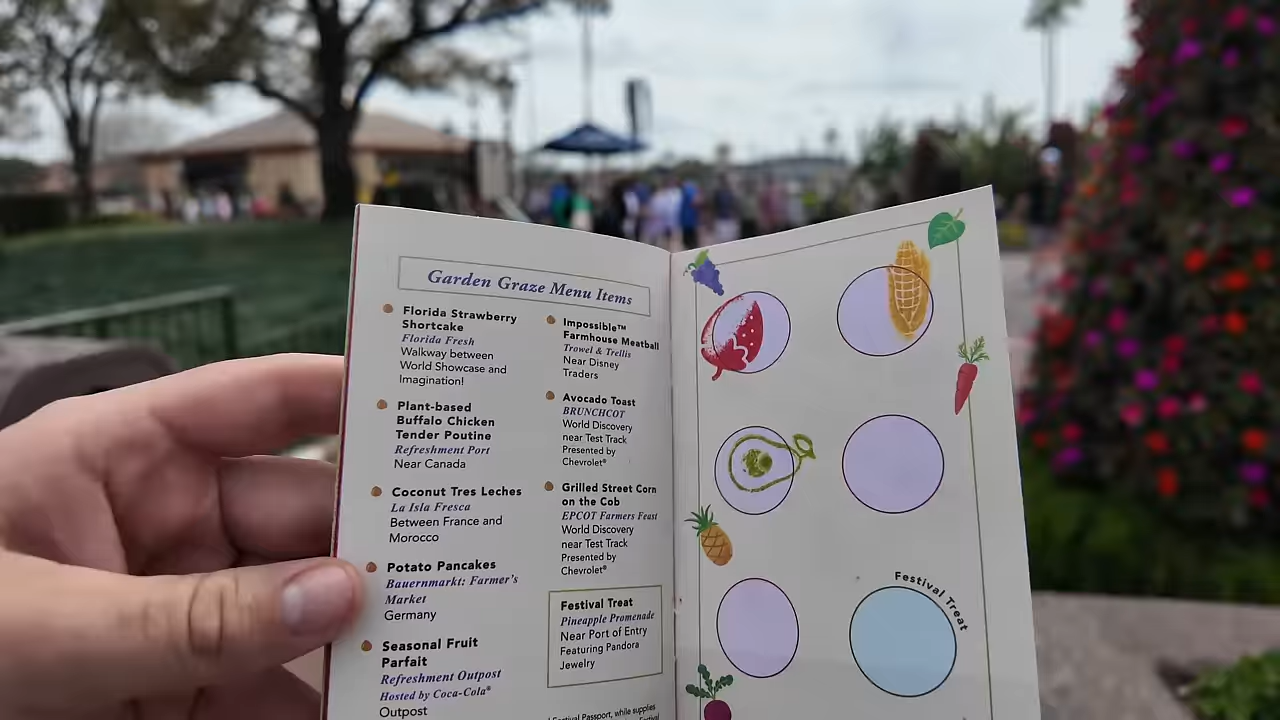 Garden Graze Menu Items
Florida Strawberry
Shortcake
Florida Fresh
Walkway between
World Showcase and
Imagination!
Plant-based
Buffalo Chicken
Tender Poutine
Refreshment Port
Near Canada
Coconut Tres Leches
La Isla Fresca
Between France and
Morocco
Potato Pancakes
Bauernmarkt: Farmer's
Market
Germany
Seasonal Fruit
Parfait
Refreshment Outpost
Hosted by Coca-Cola®
Outpost
Impossible™
Farmhouse Meatball
Trowel & Trellis
Near Disney
Traders
Avocado Toast
BRUNCHCOT
World Discovery
near Test Track
Presented by
Chevrolet®
Grilled Street Corn
on the Cob
EPCOT Farmers Feast
World Discovery
near Test Track
Presented by
Chevrolet®
Festival Treat
Pineapple Promenade
Near Port of Entry
Featuring Pandora
Jewelry
Festival Passport, while supplies
Festival Treat